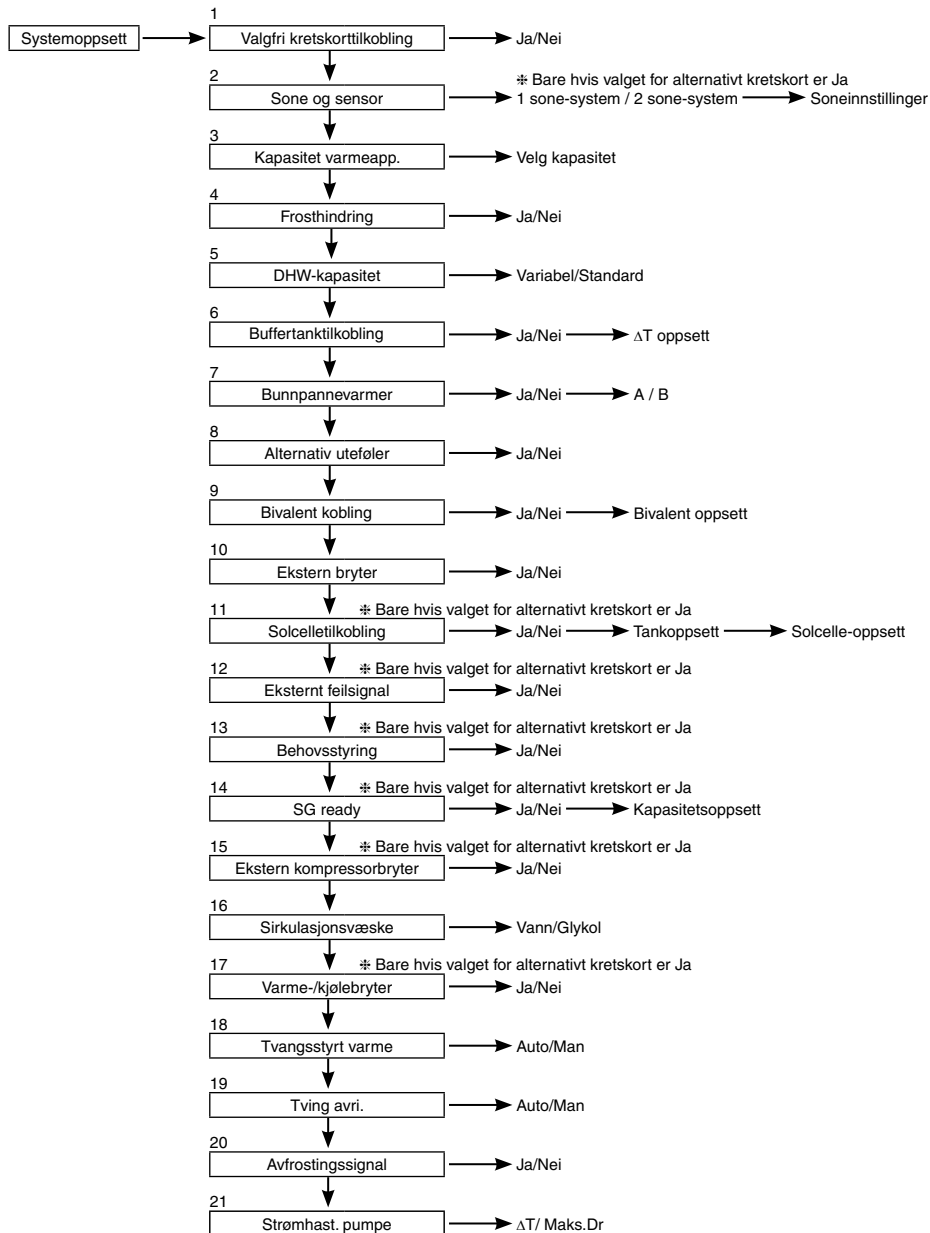 1
Systemoppsett Valgfri kretskorttilkobling Ja/Nei
2 ⁜ Bare hvis valget for alternativt kretskort er Ja
Sone og sensor 1 sone-system / 2 sone-system Soneinnstillinger
3
Kapasitet varmeapp. Velg kapasitet
4
Frosthindring Ja/Nei
5
DHW-kapasitet Variabel/Standard
6
Buffertanktilkobling Ja/Nei ΔT oppsett
7
Bunnpannevarmer Ja/Nei A / B
8
Alternativ uteføler Ja/Nei
9
Bivalent kobling Ja/Nei Bivalent oppsett
10
Ekstern bryter Ja/Nei
11 ⁜ Bare hvis valget for alternativt kretskort er Ja
Solcelletilkobling Ja/Nei Tankoppsett Solcelle-oppsett
12 ⁜ Bare hvis valget for alternativt kretskort er Ja
Eksternt feilsignal Ja/Nei
13 ⁜ Bare hvis valget for alternativt kretskort er Ja
Behovsstyring Ja/Nei
14 ⁜ Bare hvis valget for alternativt kretskort er Ja
SG ready Ja/Nei Kapasitetsoppsett
15 ⁜ Bare hvis valget for alternativt kretskort er Ja
Ekstern kompressorbryter Ja/Nei
16
Sirkulasjonsvæske Vann/Glykol
17 ⁜ Bare hvis valget for alternativt kretskort er Ja
Varme-/kjølebryter Ja/Nei
18
Tvangsstyrt varme Auto/Man
19
Tving avri. Auto/Man
20
Avfrostingssignal Ja/Nei
21
Strømhast. pumpe ΔT/ Maks.Dr